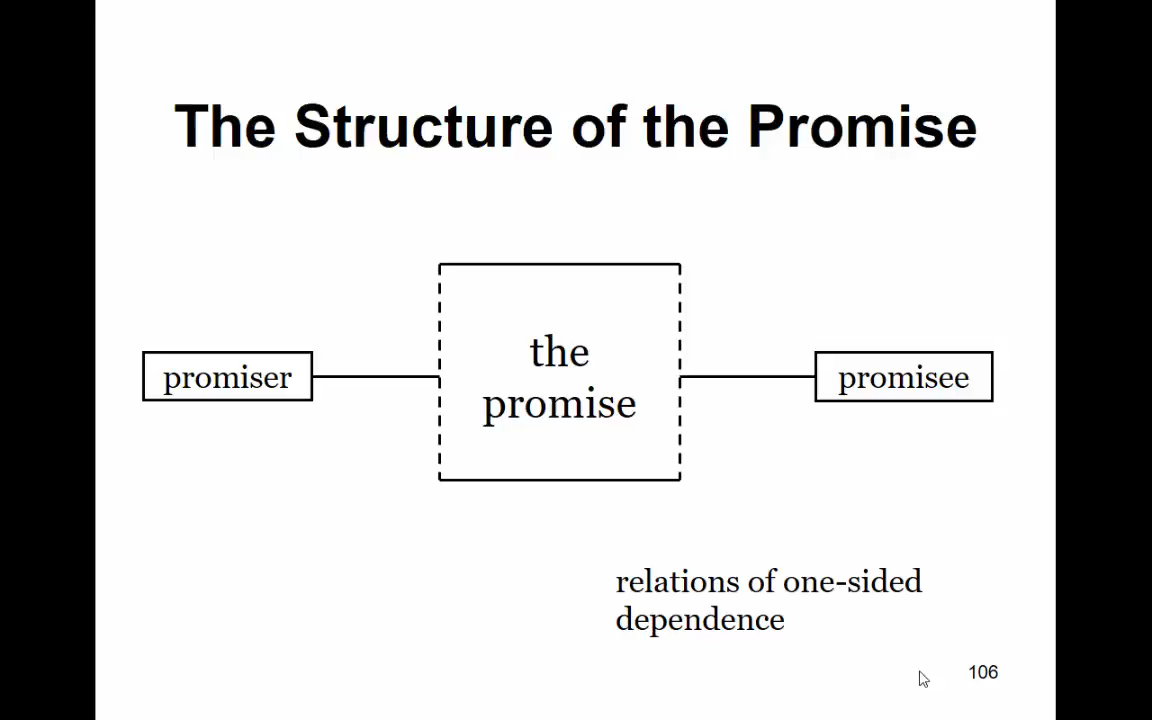 The Structure of the Promise
promiser
the
promise
promisee
relations of one-sided
dependence
106